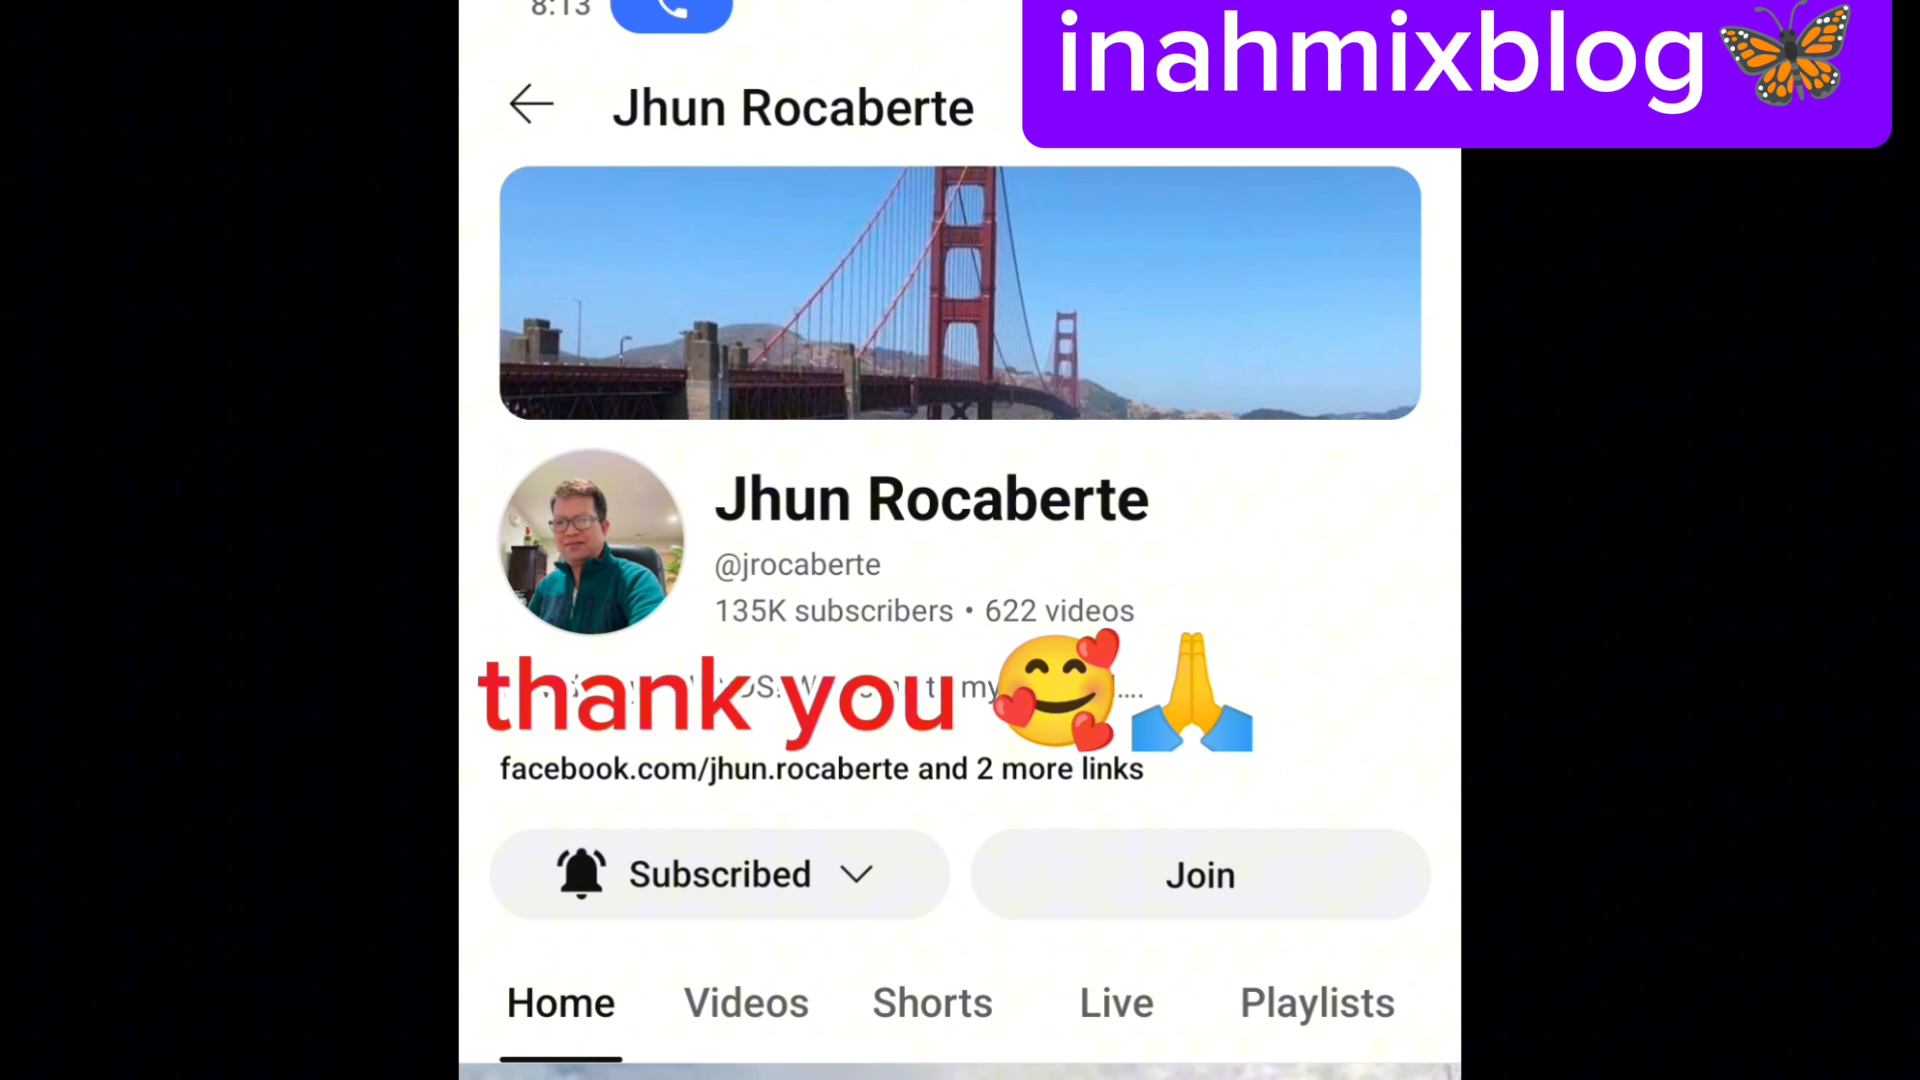 8:13
inahmixblog
Jhun Rocaberte
Jhun Rocaberte
@jrocaberte
135K subscribers • 622 videos
thank you
facebook.com/jhun.rocaberte and 2 more links
Subscribed
Join
Home Videos Shorts Live Playlists